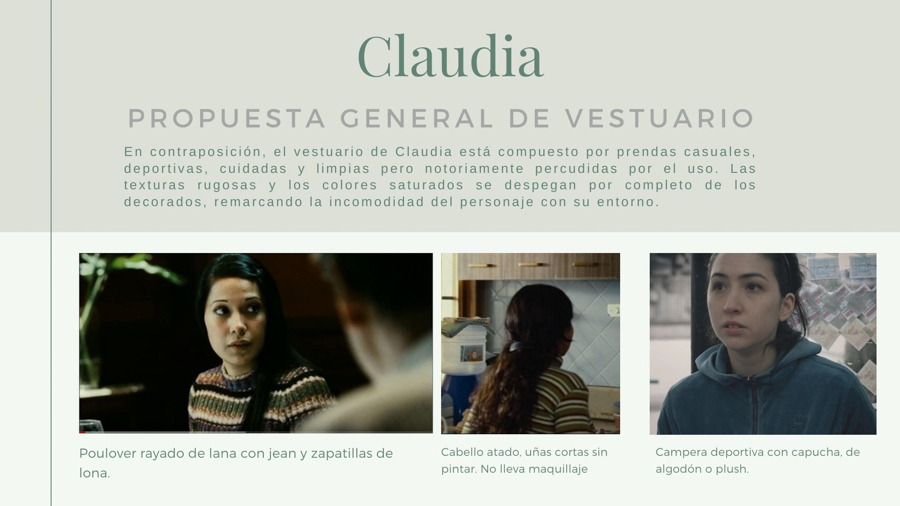 Claudia
PROPUESTA GENERAL DE VESTUARIO
En contraposición, el vestuario de Claudia está compuesto por prendas casuales,
deportivas, cuidadas y limpias pero notoriamente percudidas por el uso. Las
texturas rugosas y los colores saturados se despegan por completo de los
decorados, remarcando la incomodidad del personaje con su entorno.
Poulover rayado de lana con jean y zapatillas de
lona.
Cabello atado, uñas cortas sin
pintar. No lleva maquillaje
Campera deportiva con capucha, de
algodón o plush.